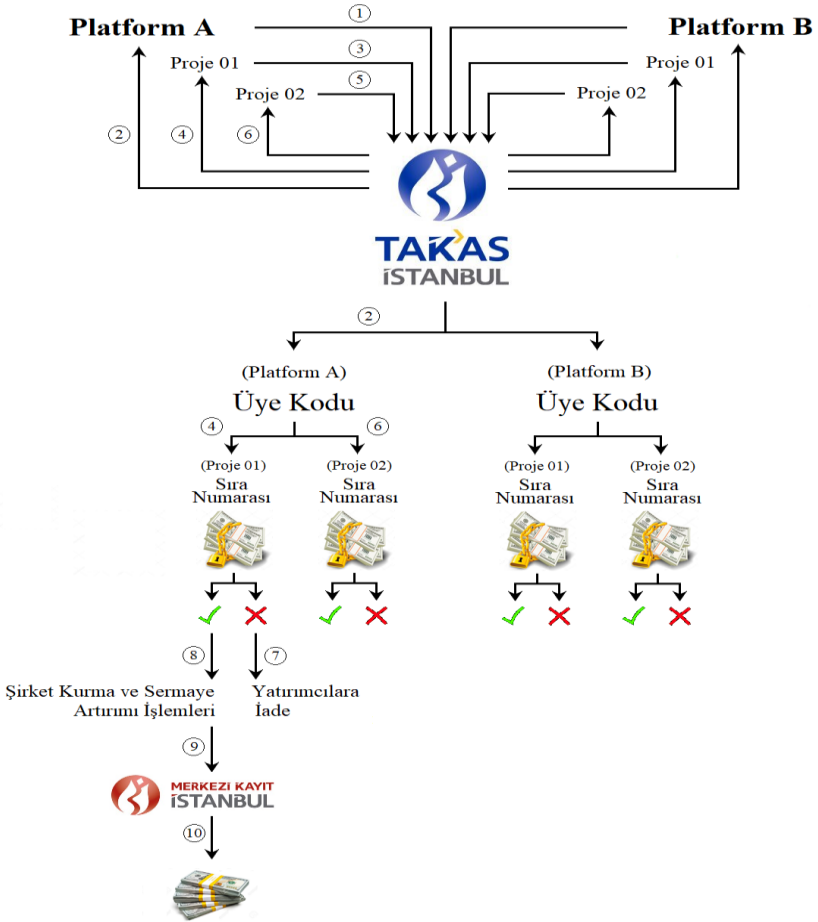 ①
Platform A
Platform B
③
Proje 01
Proje 01
⑤
Proje 02
Proje 02
②
④
⑥
TAKAS
İSTANBUL
②
(Platform A)
(Platform B)
Üye Kodu
Üye Kodu
④
⑥
(Proje 01)
(Proje 02)
(Proje 01)
(Proje 02)
Sıra
Numarası
Sıra
Numarası
Sıra
Numarası
Sıra
Numarası
⑧
⑦
Şirket Kurma ve Sermaye
Artırımı İşlemleri
Yatırımcılara
İade
⑨
MERKEZİ KAYIT
İSTANBUL
⑩